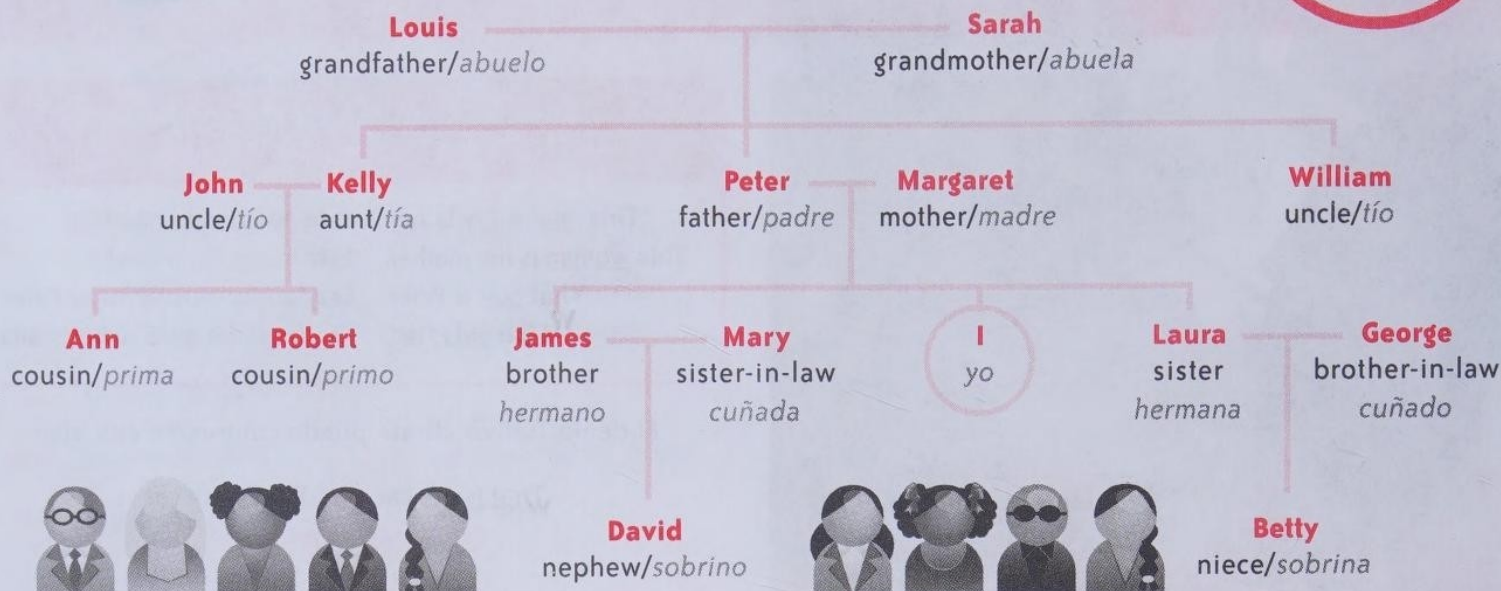 Louis
grandfather/abuelo
Sarah
grandmother/abuela
John
uncle/tío
Kelly
aunt/tía
Peter
father/padre
Margaret
mother/madre
William
uncle/tío
Ann
cousin/prima
Robert
cousin/primo
James
brother
hermano
Mary
sister-in-law
cuñada
I
yo
Laura
sister
hermana
George
brother-in-law
cuñado
David
nephew/sobrino
Betty
niece/sobrina